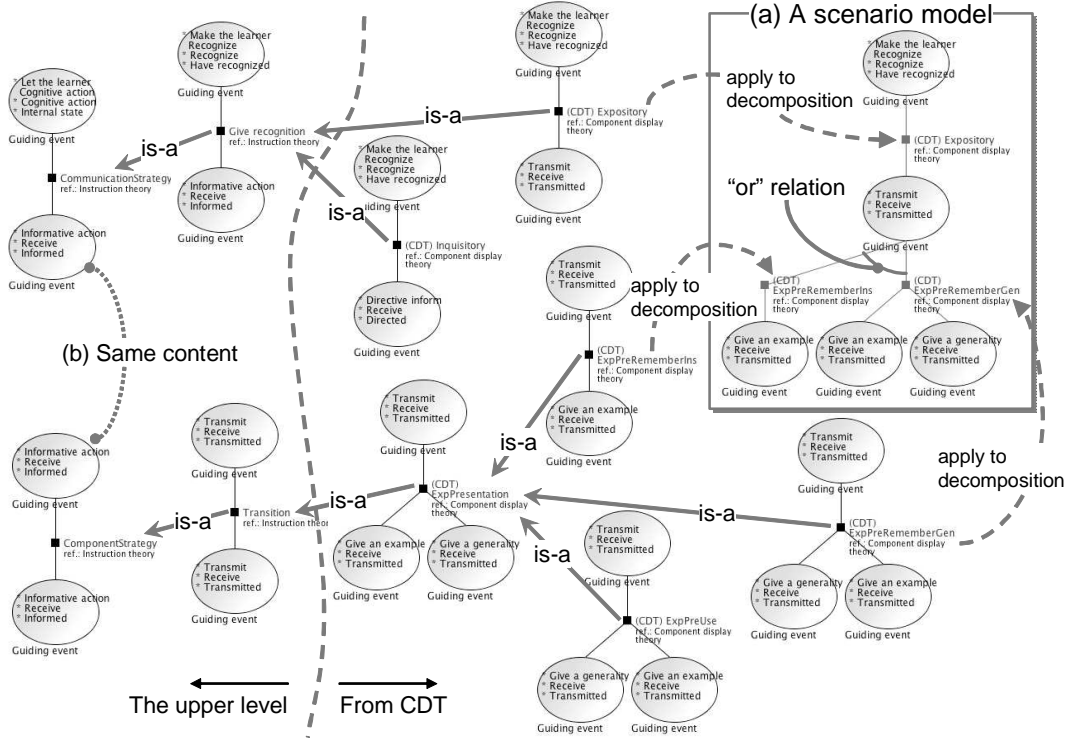 (a) A scenario model
* Make the learner
Recognize
* Recognize
* Have recognized
Guiding event
(CDT) Expository
ref.: Component display
theory
* Transmit
* Receive
* Transmitted
Guiding event
"or" relation
(CDT)
ExpPreRememberIns
ref.: Component display
theory
(CDT)
ExpPreRememberGen
ref.: Component display
theory
* Give an example
* Receive
* Transmitted
Guiding event
* Give an example
* Receive
* Transmitted
Guiding event
* Give a generality
* Receive
* Transmitted
Guiding event
apply to
decomposition
apply to
decomposition
apply to
decomposition
* Let the learner
Cognitive action
* Cognitive action
* Internal state
Guiding event
CommunicationStrategy
ref.: Instruction theory
* Informative action
* Receive
* Informed
Guiding event
is-a
* Make the learner
Recognize
* Recognize
* Have recognized
Guiding event
Give recognition
ref.: Instruction theory
* Informative action
* Receive
* Informed
Guiding event
is-a
* Make the learner
Recognize
* Recognize
* Have recognized
Guiding event
(CDT) Expository
ref.: Component display
theory
* Transmit
* Receive
* Transmitted
Guiding event
is-a
* Make the learner
Recognize
* Recognize
* Have recognized
Guiding event
(CDT) Inquisitory
ref.: Component display
theory
* Directive inform
* Receive
* Directed
Guiding event
(b) Same content
* Transmit
* Receive
* Transmitted
Guiding event
(CDT)
ExpPreRememberIns
ref.: Component display
theory
* Give an example
* Receive
* Transmitted
Guiding event
is-a
* Informative action
* Receive
* Informed
Guiding event
ComponentStrategy
ref.: Instruction theory
* Informative action
* Receive
* Informed
Guiding event
is-a
* Transmit
* Receive
* Transmitted
Guiding event
Transition
ref.: Instruction theor
* Transmit
* Receive
* Transmitted
Guiding event
is-a
* Transmit
* Receive
* Transmitted
Guiding event
(CDT)
ExpPresentation
ref.: Component display
theory
* Give an example
* Receive
* Transmitted
Guiding event
* Give a generality
* Receive
* Transmitted
Guiding event
is-a
* Transmit
* Receive
* Transmitted
Guiding event
(CDT)
ExpPreRememberGen
ref.: Component display
theory
* Give a generality
* Receive
* Transmitted
Guiding event
* Give an example
* Receive
* Transmitted
Guiding event
is-a
* Transmit
* Receive
* Transmitted
Guiding event
(CDT) ExpPreUse
ref.: Component display
theory
* Give a generality
* Receive
* Transmitted
Guiding event
* Give an example
* Receive
* Transmitted
Guiding event
The upper level
From CDT